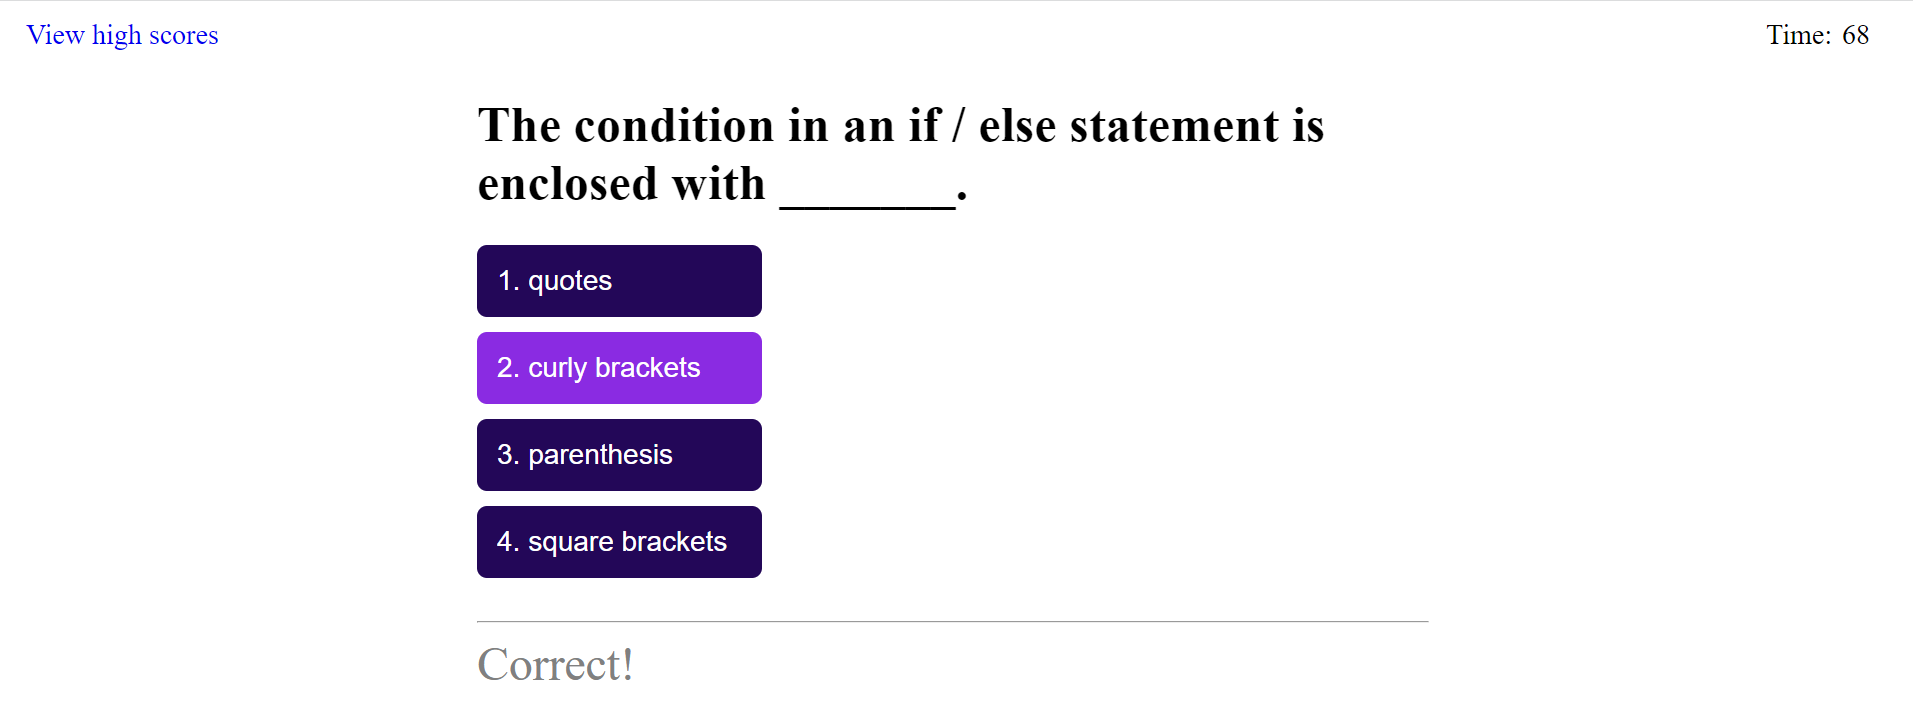 View high scores
Time: 68
The condition in an if / else statement is
enclosed with _______.
1. quotes
2. curly brackets
3. parenthesis
4. square brackets
Correct!